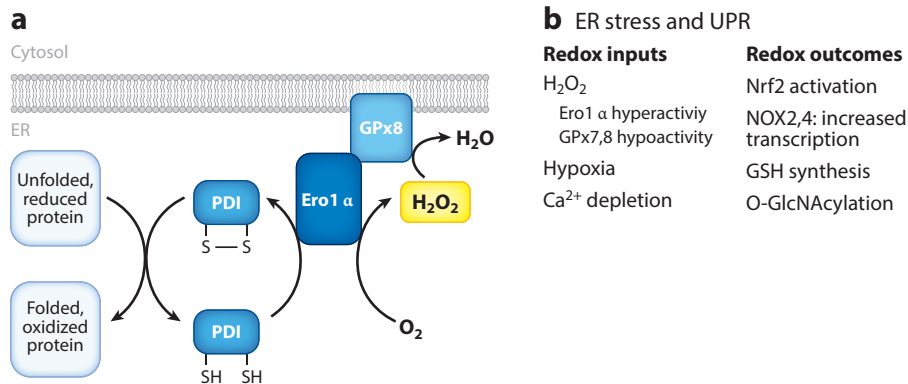 a
Cytosol
ER
Unfolded,
reduced
protein
PDI
S — S
Ero1 α
GPx8
H₂O
H₂O₂
Folded,
oxidized
protein
PDI
SH SH
O₂
b ER stress and UPR
Redox inputs
H₂O₂
Ero1 α hyperactiviy
GPx7,8 hypoactivity
Hypoxia
Ca²⁺ depletion
Redox outcomes
Nrf2 activation
NOX2,4: increased
transcription
GSH synthesis
O-GlcNAcylation